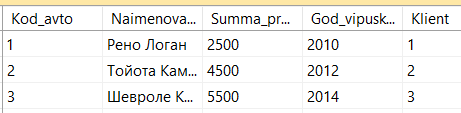 Kod_avto Naimenova... Summa_pr... God_vipusk... Klient
1 Рено Логан 2500 2010 1
2 Тойота Кам... 4500 2012 2
3 Шевроле К... 5500 2014 3